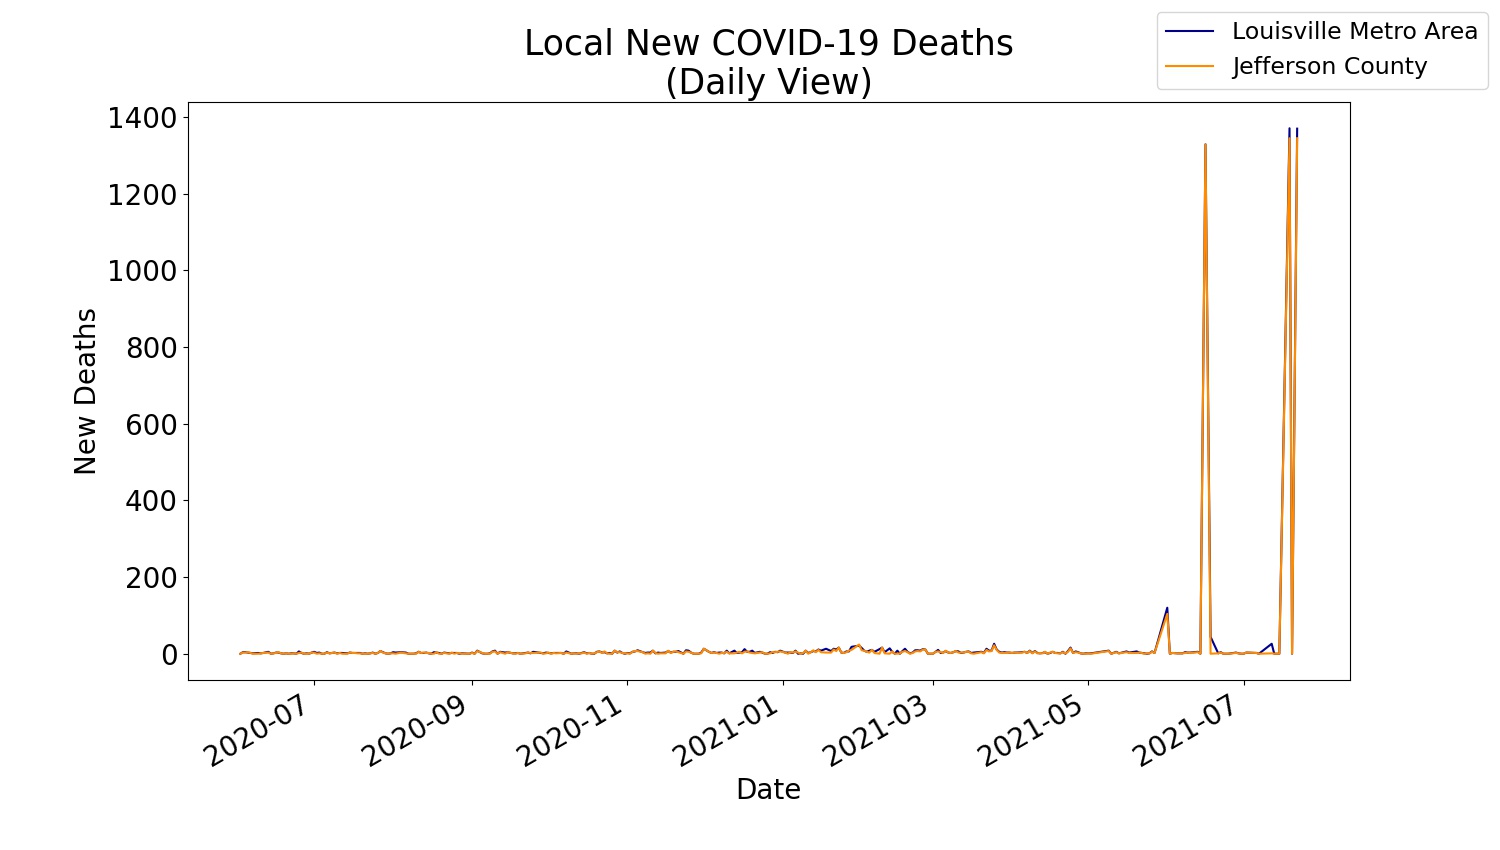 Local New COVID-19 Deaths
(Daily View)
Louisville Metro Area
Jefferson County
1400
1200
1000
800
600
400
200
0
New Deaths
2020-07
2020-09
2020-11
2021-01
2021-03
2021-05
2021-07
Date